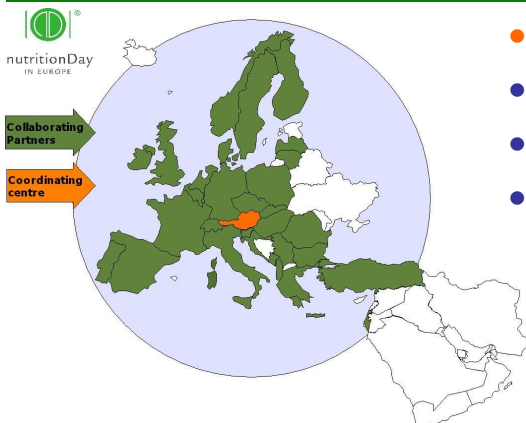 nutritionDay
IN EUROPE
Collaborating
Partners
Coordinating
centre